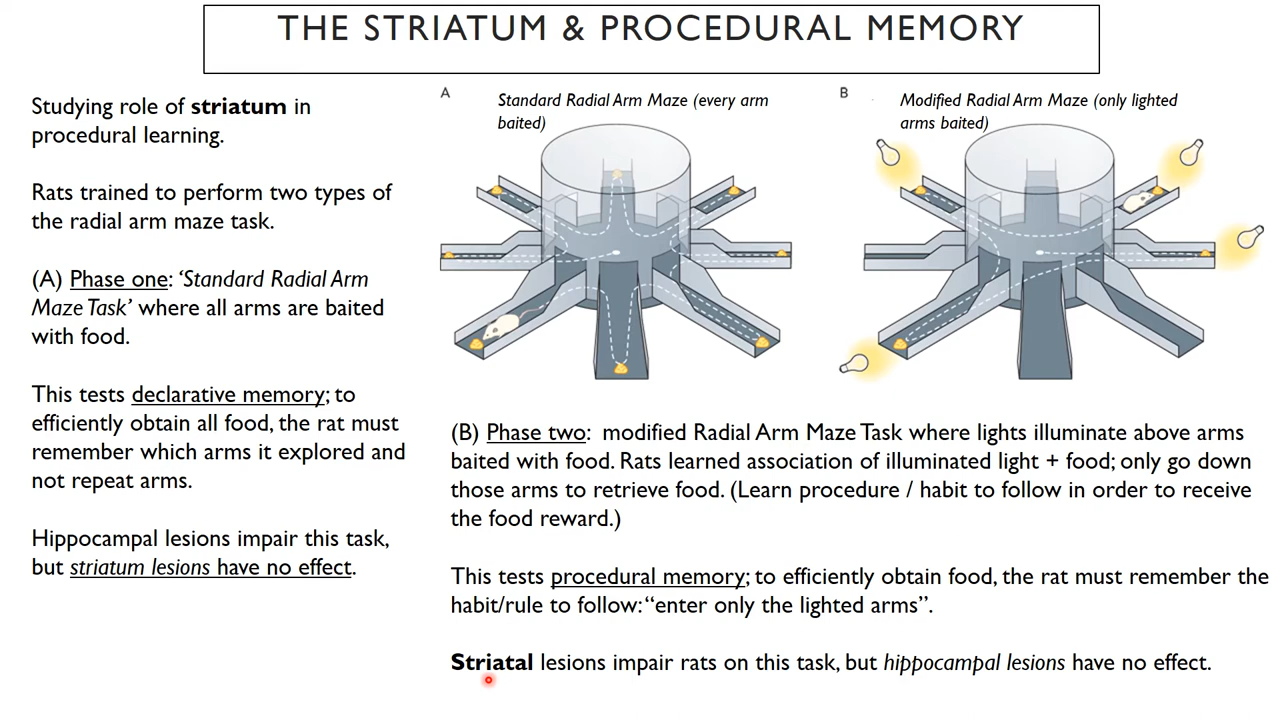 THE STRIATUM & PROCEDURAL MEMORY
Studying role of striatum in
procedural learning.
Rats trained to perform two types of
the radial arm maze task.
(A) Phase one: ‘Standard Radial Arm
Maze Task’ where all arms are baited
with food.
This tests declarative memory; to
efficiently obtain all food, the rat must
remember which arms it explored and
not repeat arms.
Hippocampal lesions impair this task,
but striatum lesions have no effect.
A
Standard Radial Arm Maze (every arm
baited)
B
Modified Radial Arm Maze (only lighted
arms baited)
(B) Phase two: modified Radial Arm Maze Task where lights illuminate above arms
baited with food. Rats learned association of illuminated light + food; only go down
those arms to retrieve food. (Learn procedure / habit to follow in order to receive
the food reward.)
This tests procedural memory; to efficiently obtain food, the rat must remember the
habit/rule to follow: “enter only the lighted arms”.
Striatal lesions impair rats on this task, but hippocampal lesions have no effect.